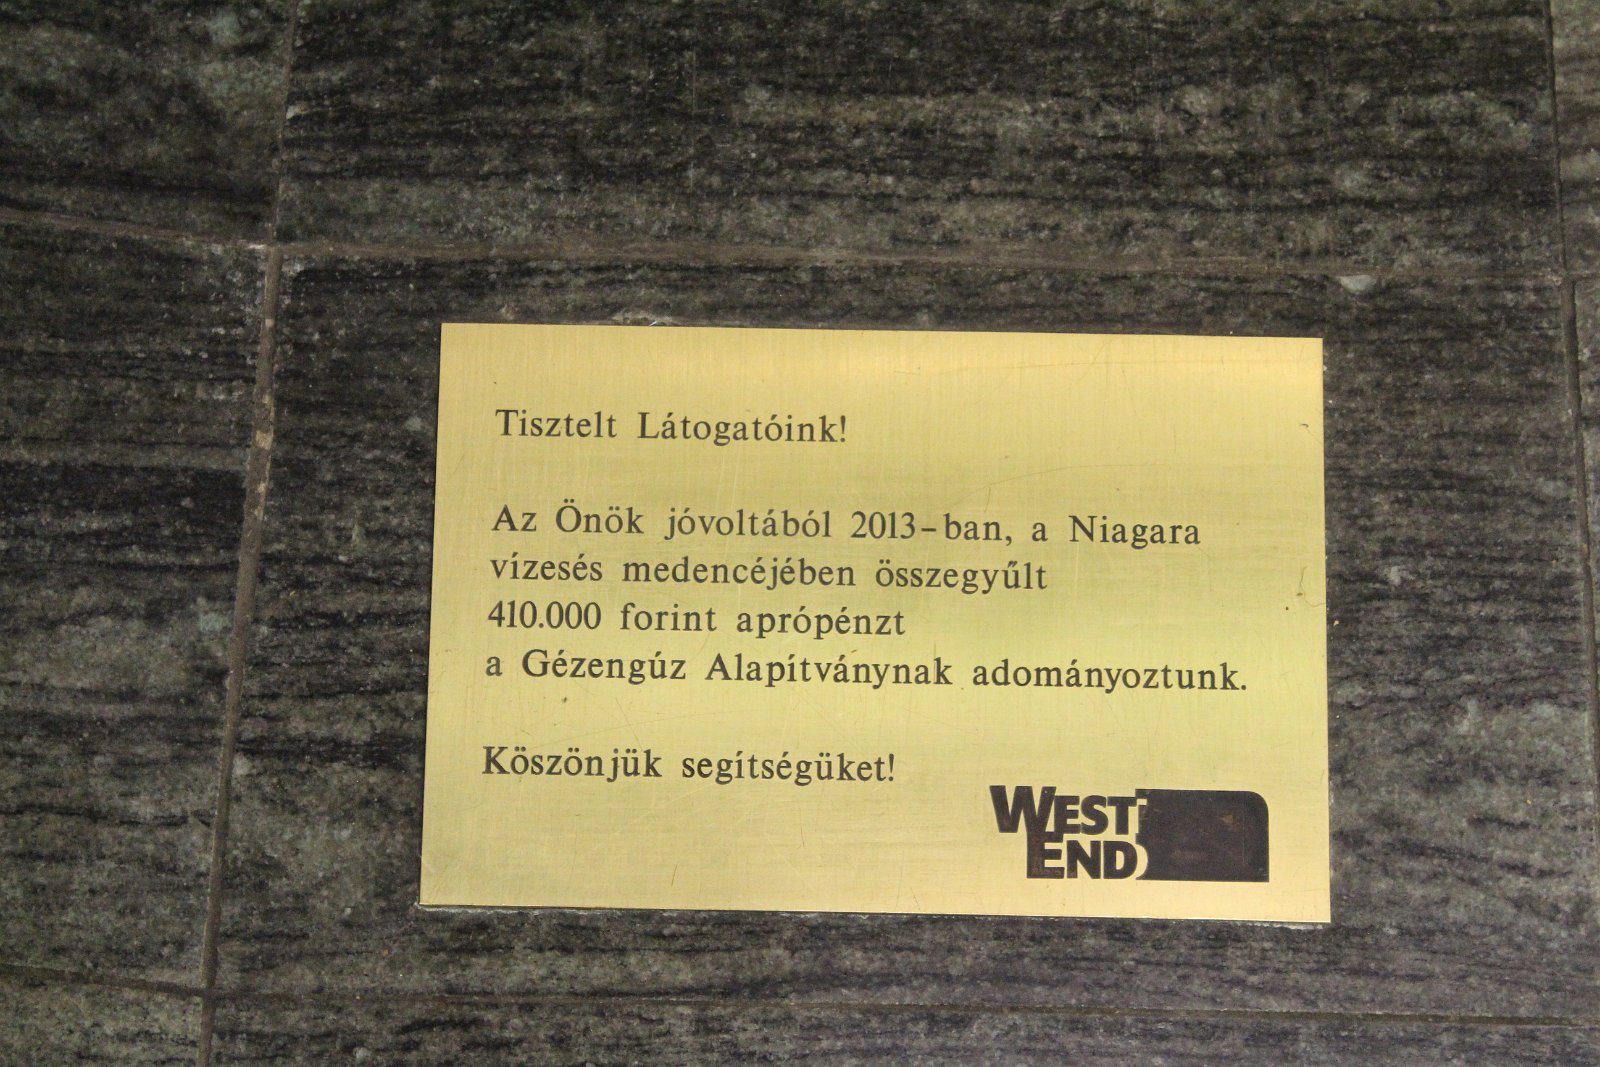 Tisztelt Látogatóink!
Az Önök jóvoltából 2013-ban, a Niagara
vízesés medencéjében összegyűlt
410.000 forint aprópénzt
a Gézengúz Alapítványnak adományoztunk.
Köszönjük segítségüket!
WEST
END